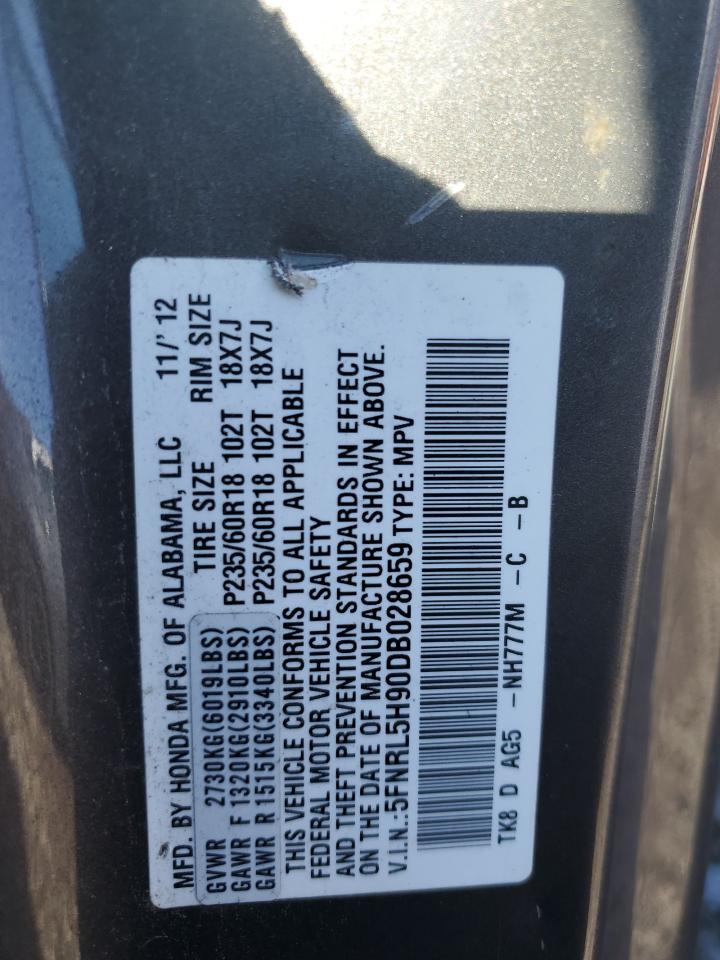 MFD. BY HONDA MFG. OF ALABAMA, LLC 11/' 12
TIRE SIZE RIM SIZE
GVWR 2730KG(6019LBS)
GAWR F 1320KG(2910LBS) P235/60R18 102T 18X7J
GAWR R 1515KG(3340LBS) P235/60R18 102T 18X7J
THIS VEHICLE CONFORMS TO ALL APPLICABLE
FEDERAL MOTOR VEHICLE SAFETY
AND THEFT PREVENTION STANDARDS IN EFFECT
ON THE DATE OF MANUFACTURE SHOWN ABOVE.
V.I.N.:5FNRL5H90DB028659 TYPE: MPV
TK8 D AG5 -NH777M -C -B